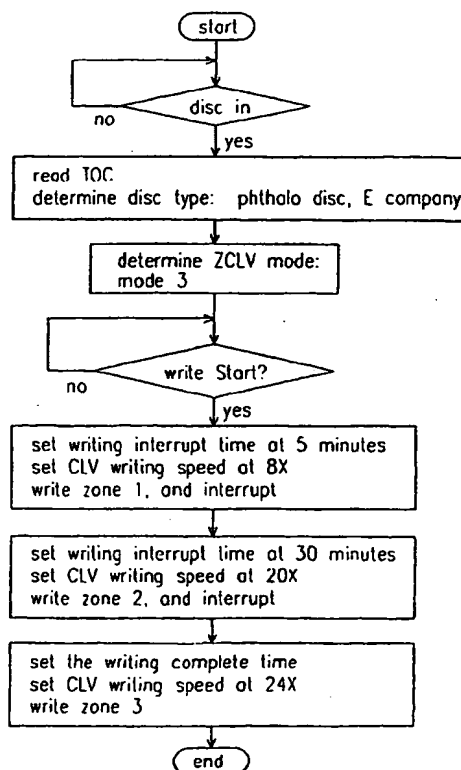 start
disc in
no
yes
read TOC
determine disc type: phthalo disc, E company
determine ZCLV mode:
mode 3
write Start?
no
yes
set writing interrupt time at 5 minutes
set CLV writing speed at 8X
write zone 1, and interrupt
set writing interrupt time at 30 minutes
set CLV writing speed at 20X
write zone 2, and interrupt
set the writing complete time
set CLV writing speed at 24X
write zone 3
end